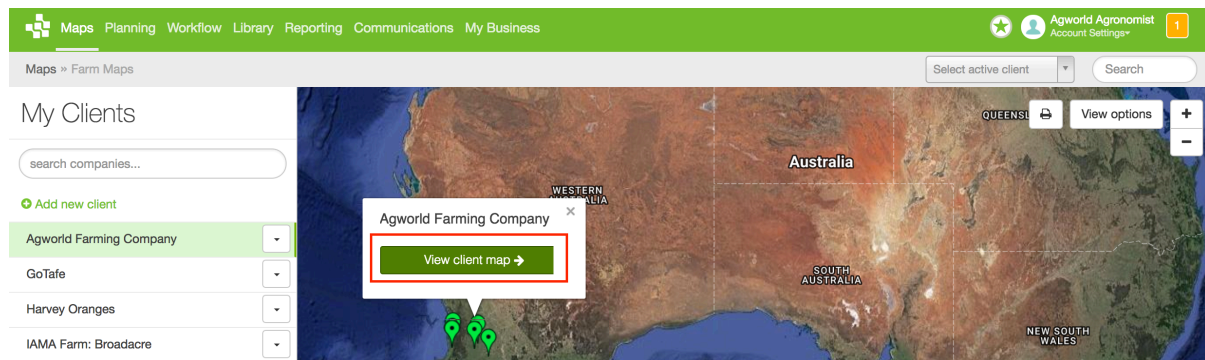 Maps Planning Workflow Library Reporting Communications My Business
Agworld Agronomist
Account Settings
1
Maps » Farm Maps
Select active client
Search
My Clients
search companies...
Add new client
Agworld Farming Company
GoTafe
Harvey Oranges
IAMA Farm: Broadacre
QUEENSL
View options
+
−
Australia
WESTERN
AUSTRALIA
Agworld Farming Company ×
View client map →
SOUTH
AUSTRALIA
NEW SOUTH
WALES